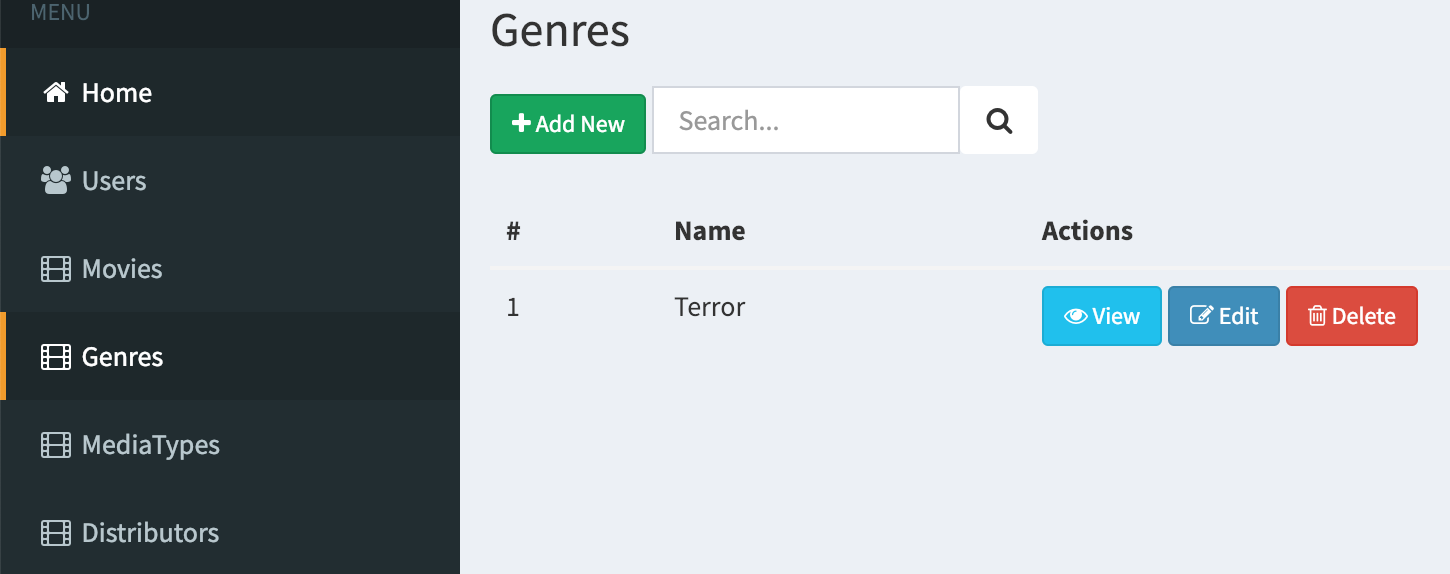 MENU
Home
Users
Movies
Genres
MediaTypes
Distributors
Genres
Add New
Search...
# Name Actions
1 Terror View Edit Delete